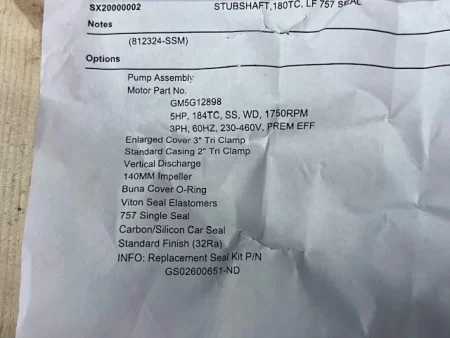 SX20000002 STUBSHAFT,180TC, LF 757 SEAL
Notes
(812324-SSM)
Options
Pump Assembly
Motor Part No.
GM5G12898
5HP, 184TC, SS, WD, 1750RPM
3PH, 60HZ, 230-460V, PREM EFF
Enlarged Cover 3" Tri Clamp
Standard Casing 2" Tri Clamp
Vertical Discharge
140MM Impeller
Buna Cover O-Ring
Viton Seal Elastomers
757 Single Seal
Carbon/Silicon Car Seal
Standard Finish (32Ra)
INFO: Replacement Seal Kit P/N
GS02600651-ND